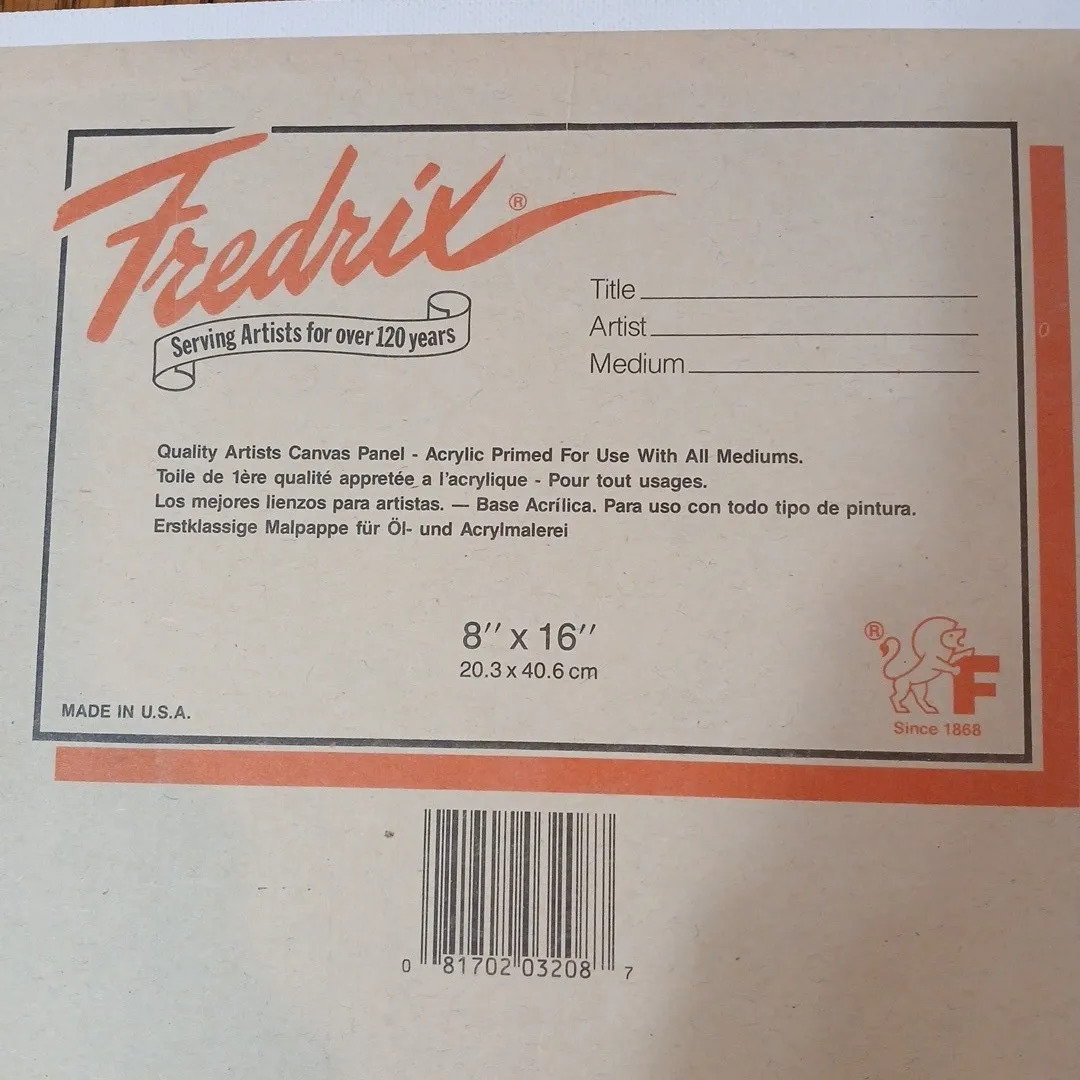 Fredrix®
Serving Artists for over 120 years
Title
Artist
Medium
Quality Artists Canvas Panel - Acrylic Primed For Use With All Mediums.
Toile de 1ère qualité appretée a l'acrylique - Pour tout usages.
Los mejores lienzos para artistas. — Base Acrílica. Para uso con todo tipo de pintura.
Erstklassige Malpappe für Öl- und Acrylmalerei
8″ x 16″
20.3 x 40.6 cm
® F
Since 1868
MADE IN U.S.A.
0 81702 03208 7